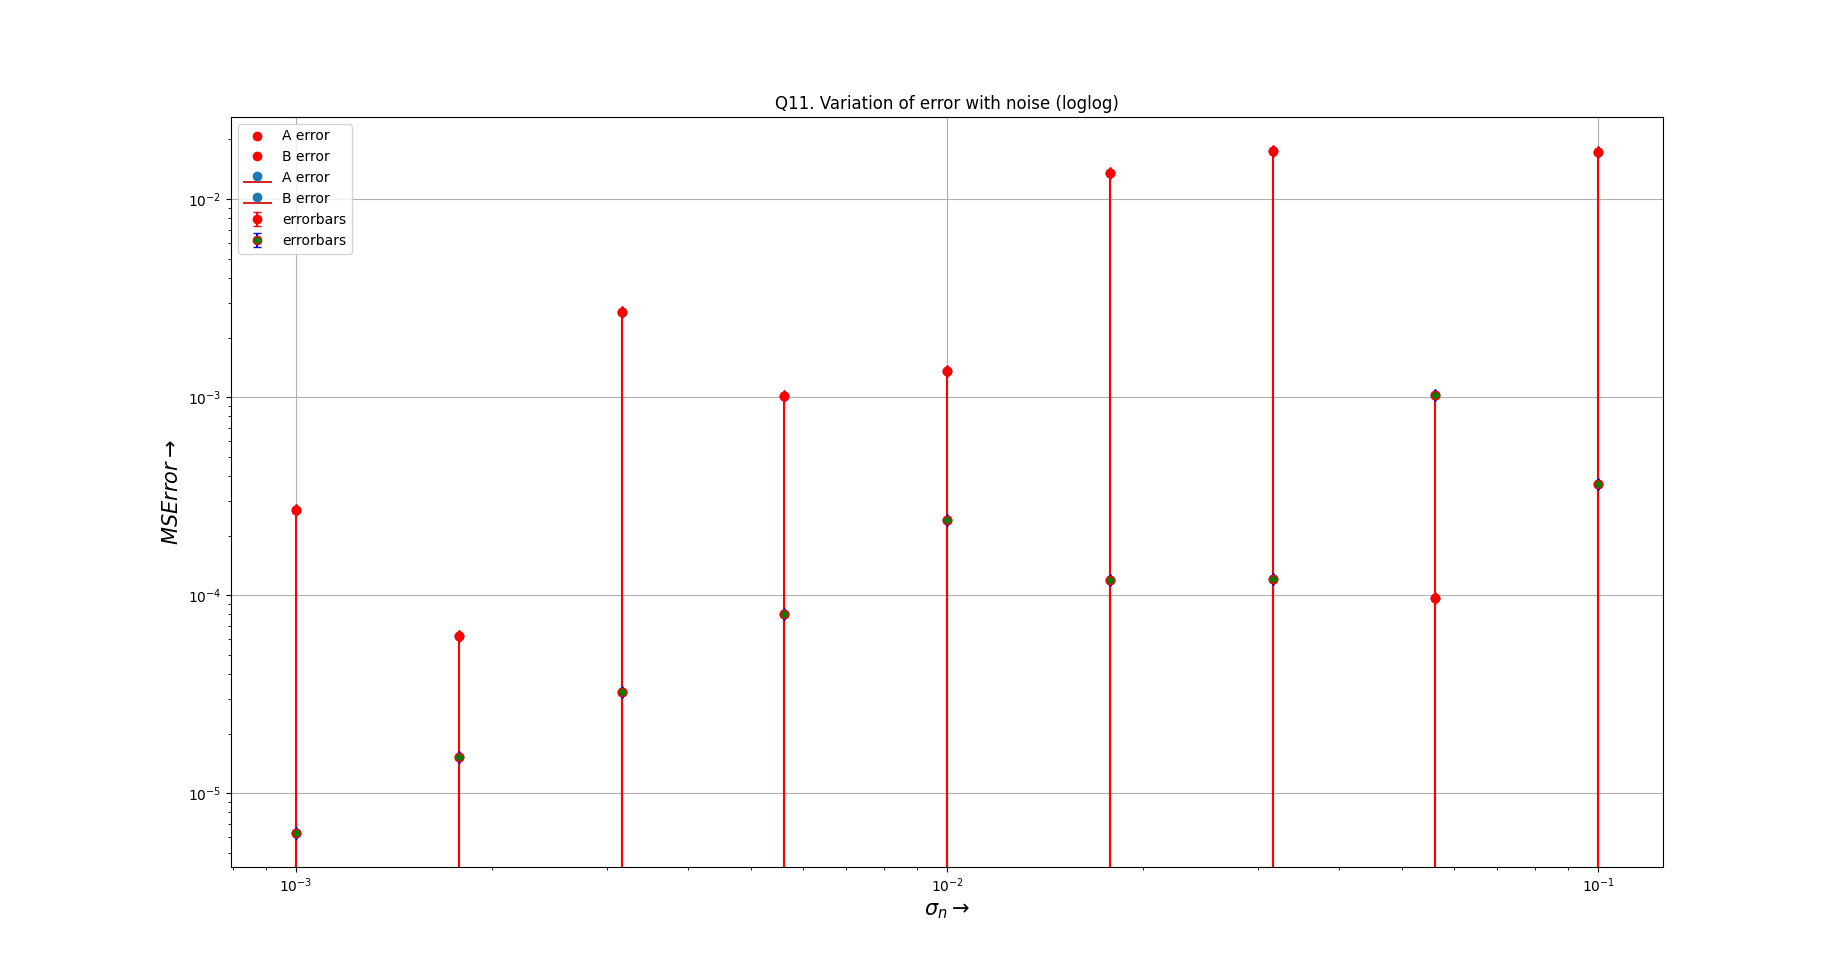 Q11. Variation of error with noise (loglog)
A error
B error
A error
B error
errorbars
errorbars
10⁻²
10⁻³
10⁻⁴
10⁻⁵
MSError→
10⁻³
10⁻²
10⁻¹
σₙ→